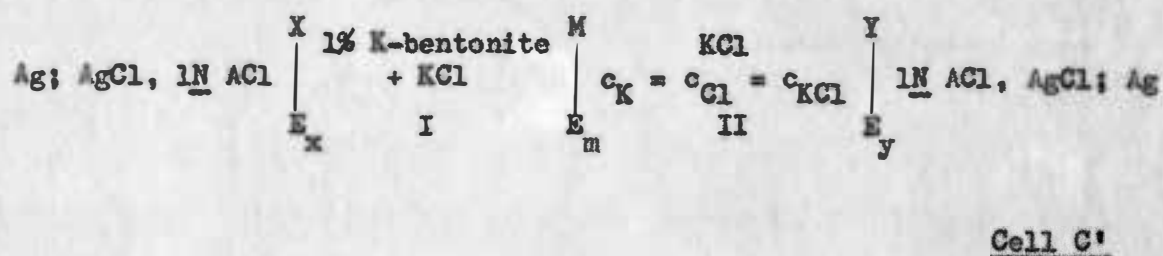 X 1% K-bentonite M KCl Y
Ag; AgCl, 1N ACl | + KCl | c_K = c_Cl = c_KCl | 1N ACl, AgCl; Ag
E_x I E_m II E_y
Cell C'